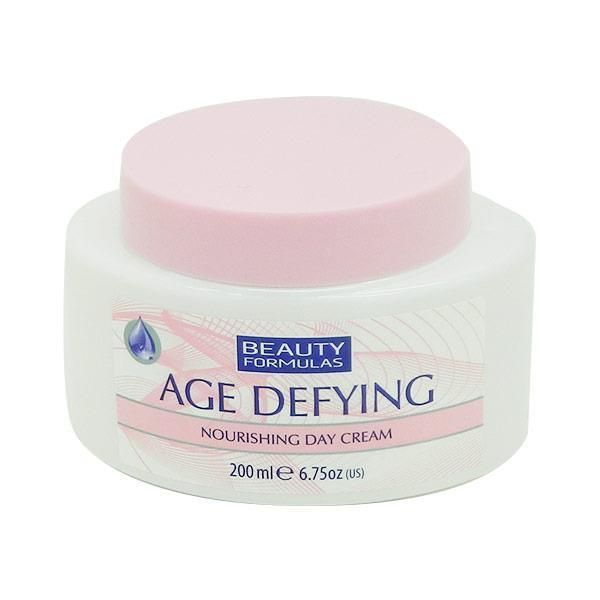 BEAUTY
FORMULAS
AGE DEFYING
NOURISHING DAY CREAM
200 ml ℮ 6.75oz (US)